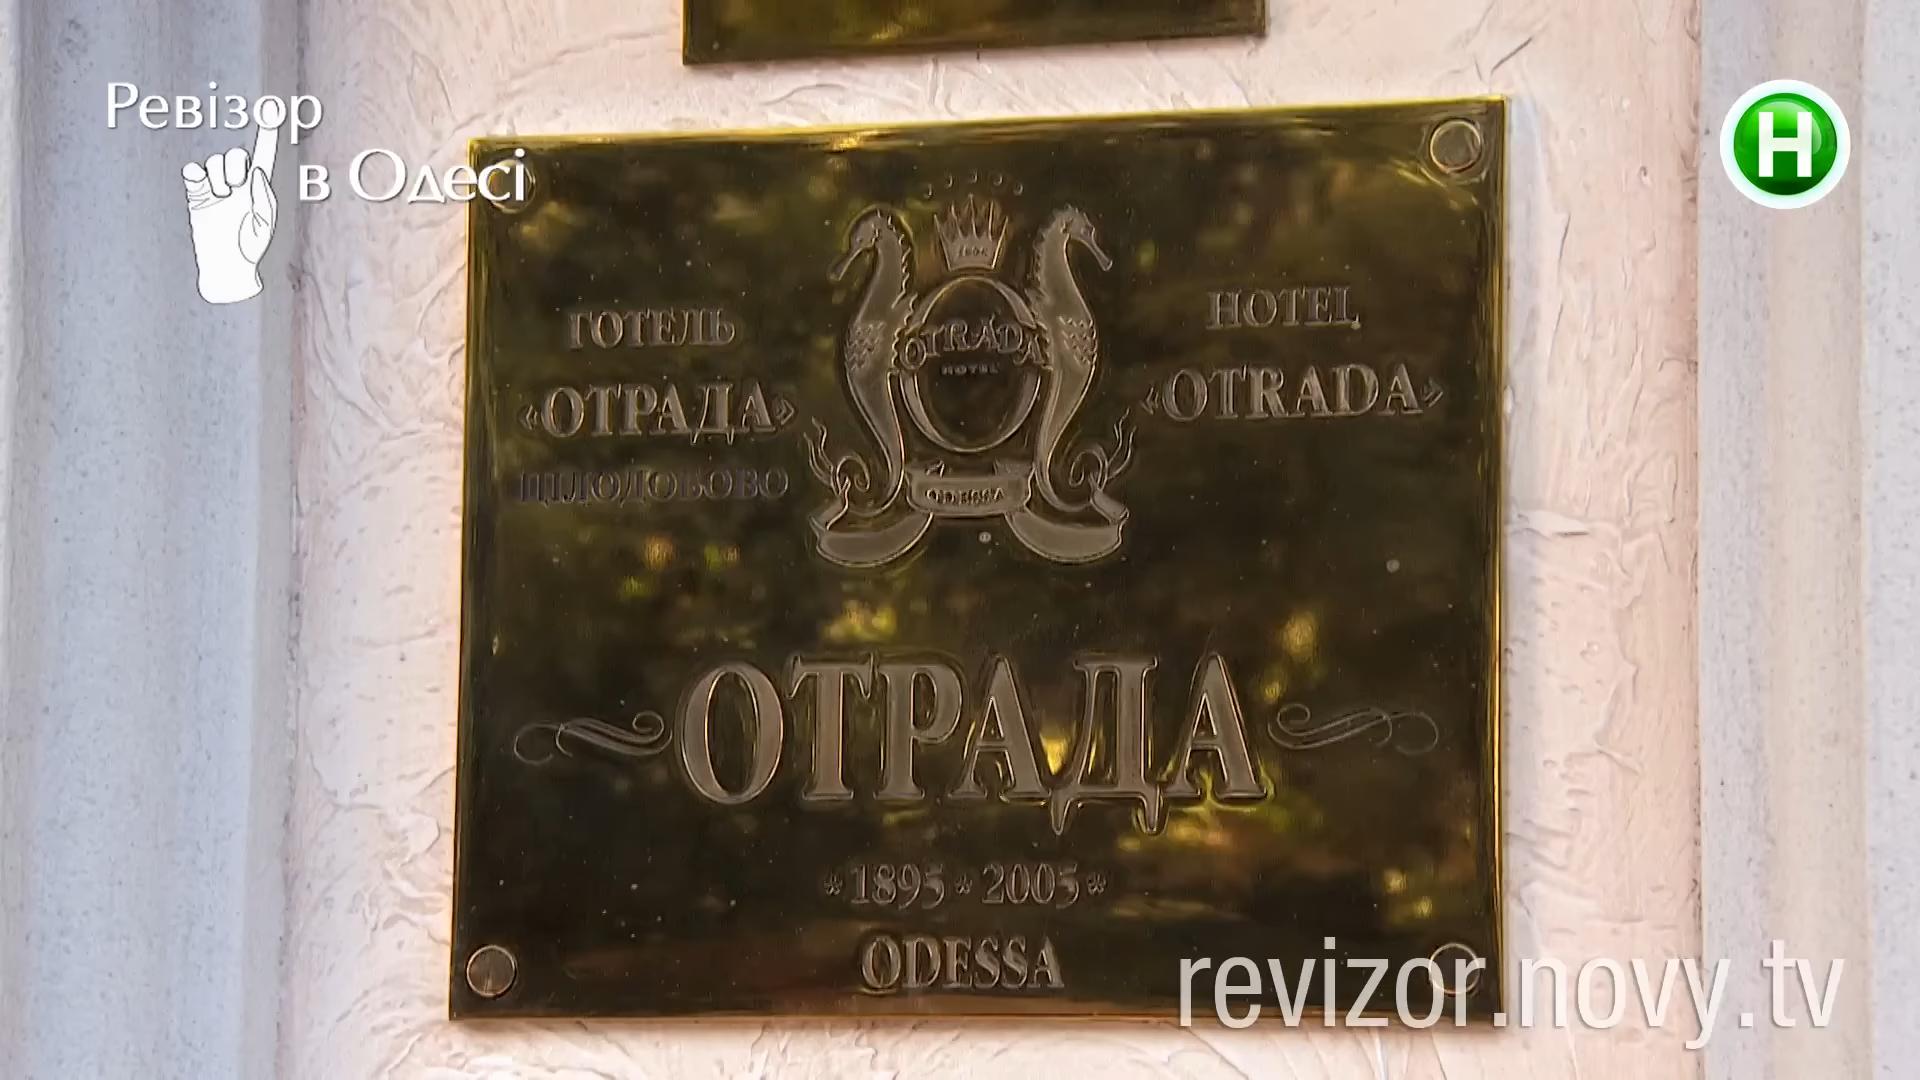 Ревізор
в Одесі
Н
ГОТЕЛЬ
«ОТРАДА»
ЦІЛОДОБОВО
OTRADA
HOTEL
ODESSA
HOTEL
«OTRADA»
ОТРАДА
*1895*2005*
ODESSA
revizor.novy.tv